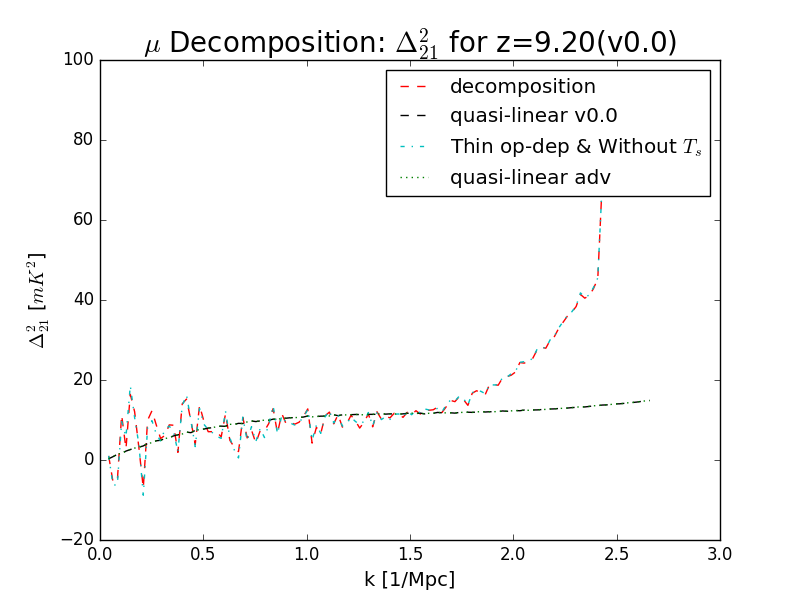 μ Decomposition: Δ²₂₁ for z=9.20(v0.0)
100
80
60
40
20
0
−20
Δ²₂₁ [mK²]
decomposition
quasi-linear v0.0
Thin op-dep & Without Tₛ
quasi-linear adv
0.0 0.5 1.0 1.5 2.0 2.5 3.0
k [1/Mpc]